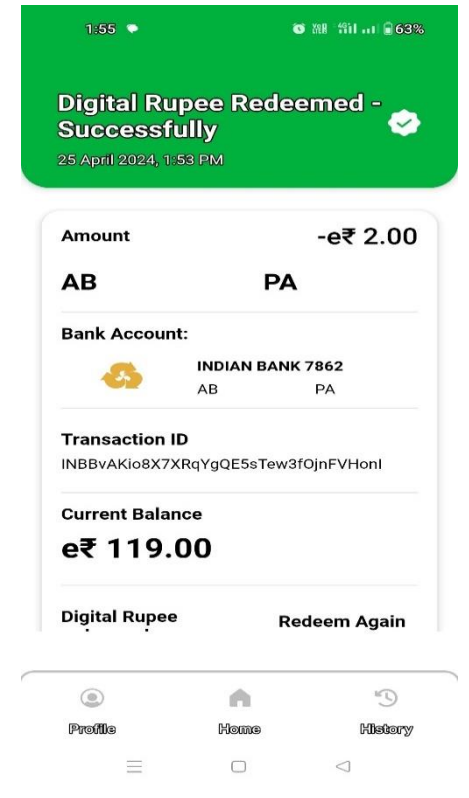 1:55 63%
Digital Rupee Redeemed -
Successfully
25 April 2024, 1:53 PM
Amount -e₹ 2.00
AB PA
Bank Account:
INDIAN BANK 7862
AB PA
Transaction ID
INBBvAKio8X7XRqYgQE5sTew3fOjnFVHonI
Current Balance
e₹ 119.00
Digital Rupee Redeem Again
Profile Home History